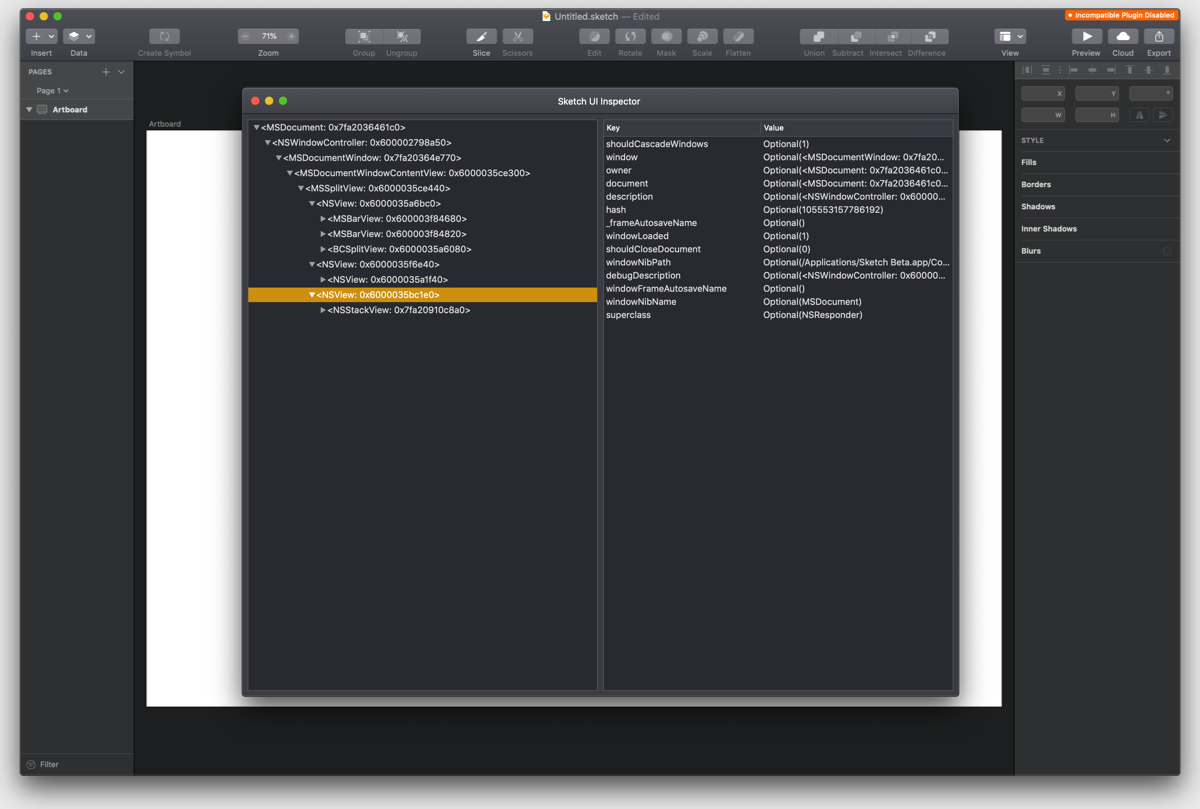 Untitled.sketch — Edited
Incompatible Plugin Disabled
71%
Insert
Data
Create Symbol
Zoom
Group
Ungroup
Slice
Scissors
Edit
Rotate
Mask
Scale
Flatten
Union
Subtract
Intersect
Difference
View
Preview
Cloud
Export
PAGES
Page 1
Artboard
Filter
Artboard
Sketch UI Inspector
<MSDocument: 0x7fa2036461c0>
<NSWindowController: 0x600002798a50>
<MSDocumentWindow: 0x7fa20364e770>
<MSDocumentWindowContentView: 0x6000035ce300>
<MSSplitView: 0x6000035ce440>
<NSView: 0x6000035a6bc0>
<MSBarView: 0x600003f84680>
<MSBarView: 0x600003f84820>
<BCSplitView: 0x6000035a6080>
<NSView: 0x6000035f6e40>
<NSView: 0x6000035a1f40>
<NSView: 0x6000035bc1e0>
<NSStackView: 0x7fa20910c8a0>
Key Value
shouldCascadeWindows Optional(1)
window Optional(<MSDocumentWindow: 0x7fa20...
owner Optional(<MSDocument: 0x7fa2036461c0...
document Optional(<MSDocument: 0x7fa2036461c0...
description Optional(<NSWindowController: 0x60000...
hash Optional(105553157786192)
_frameAutosaveName Optional()
windowLoaded Optional(1)
shouldCloseDocument Optional(0)
windowNibPath Optional(/Applications/Sketch Beta.app/Co...
debugDescription Optional(<NSWindowController: 0x60000...
windowFrameAutosaveName Optional()
windowNibName Optional(MSDocument)
superclass Optional(NSResponder)
X
Y
°
W
H
STYLE
Fills
Borders
Shadows
Inner Shadows
Blurs